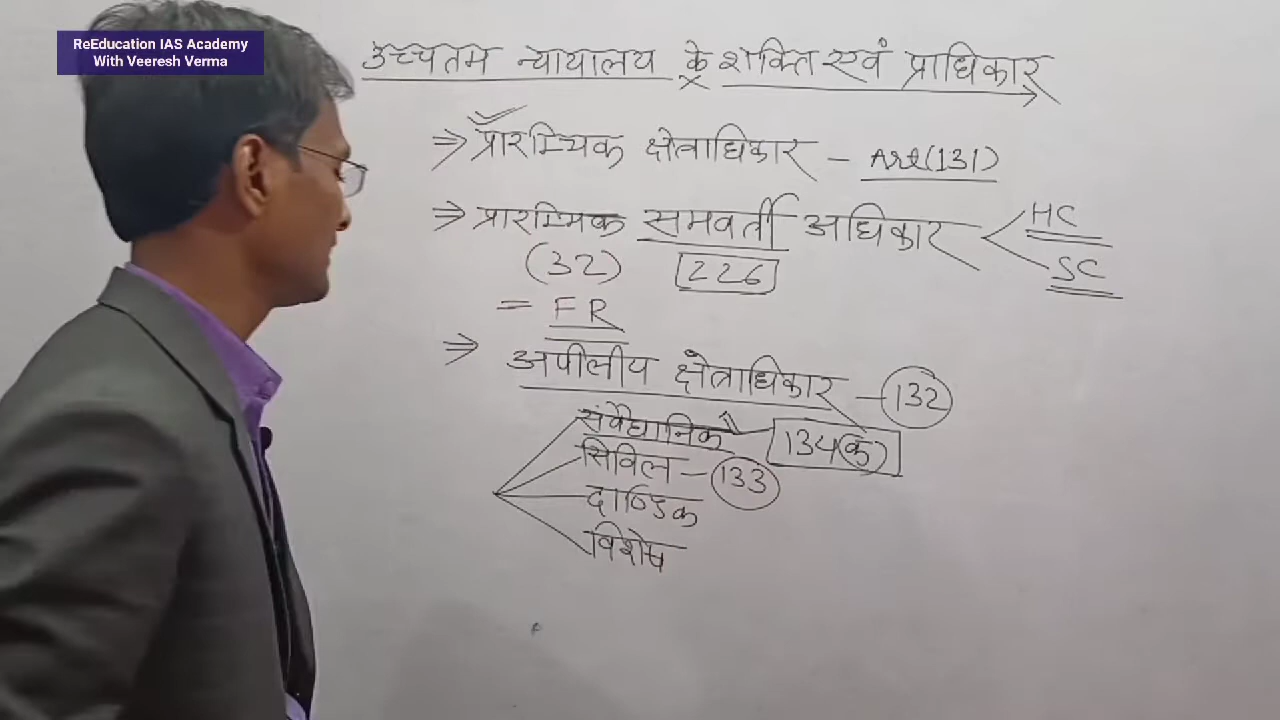 ReEducation IAS Academy
With Veeresh Verma
उच्चतम न्यायालय के शक्ति एवं प्राधिकार
⇒ प्रारम्भिक क्षेत्राधिकार - Art(131)
⇒ प्रारम्भिक समवर्ती अधिकार HC
SC
(32) 226
= FR
⇒ अपीलीय क्षेत्राधिकार - 132
संवैधानिक 134(क)
सिविल - 133
दाण्डिक
विशेष